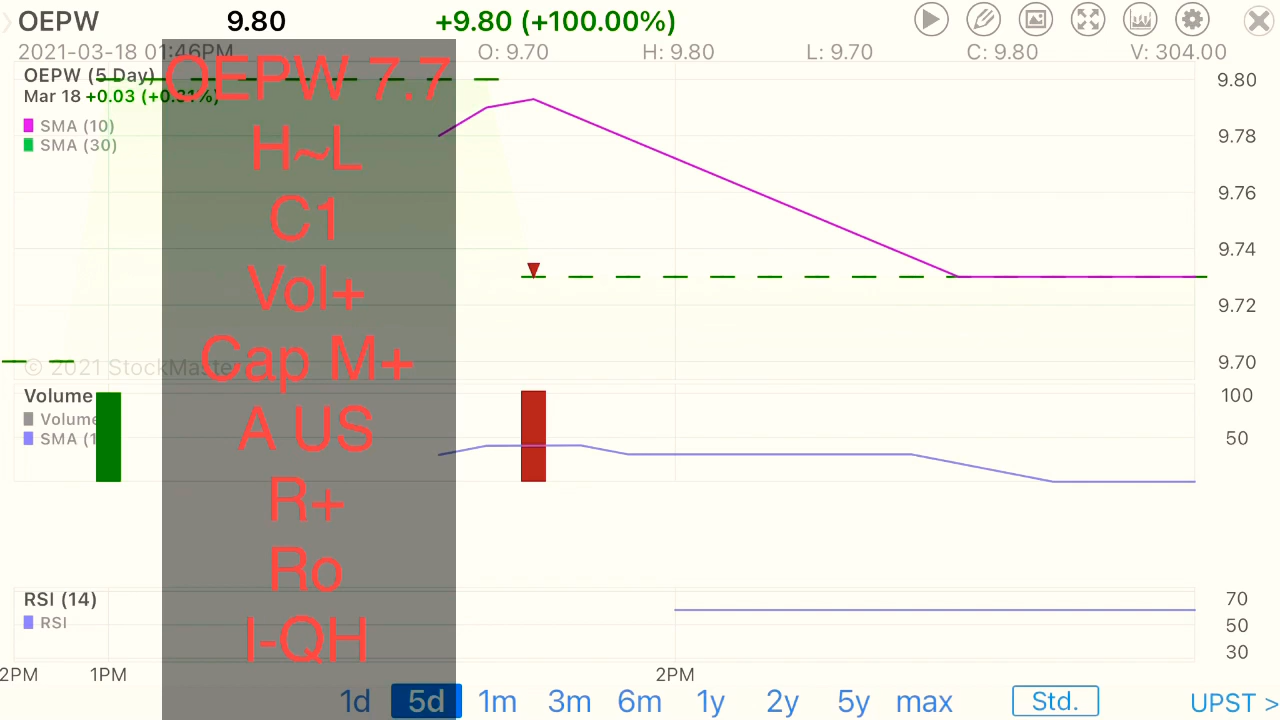 OEPW 9.80 +9.80 (+100.00%)
2021-03-18 01:46PM O: 9.70 H: 9.80 L: 9.70 C: 9.80 V: 304.00
OEPW (5 Day)
Mar 18 +0.03 (+0.31%)
SMA (10)
SMA (30)
OEPW 7.7
H~L
C1
Vol+
Cap M+
A US
R+
Ro
I-QH
9.80
9.78
9.76
9.74
9.72
9.70
© 2021 StockMaste
Volume
Volume
SMA (1
100
50
RSI (14)
RSI
70
50
30
2PM 1PM 2PM
1d 5d 1m 3m 6m 1y 2y 5y max Std. UPST >